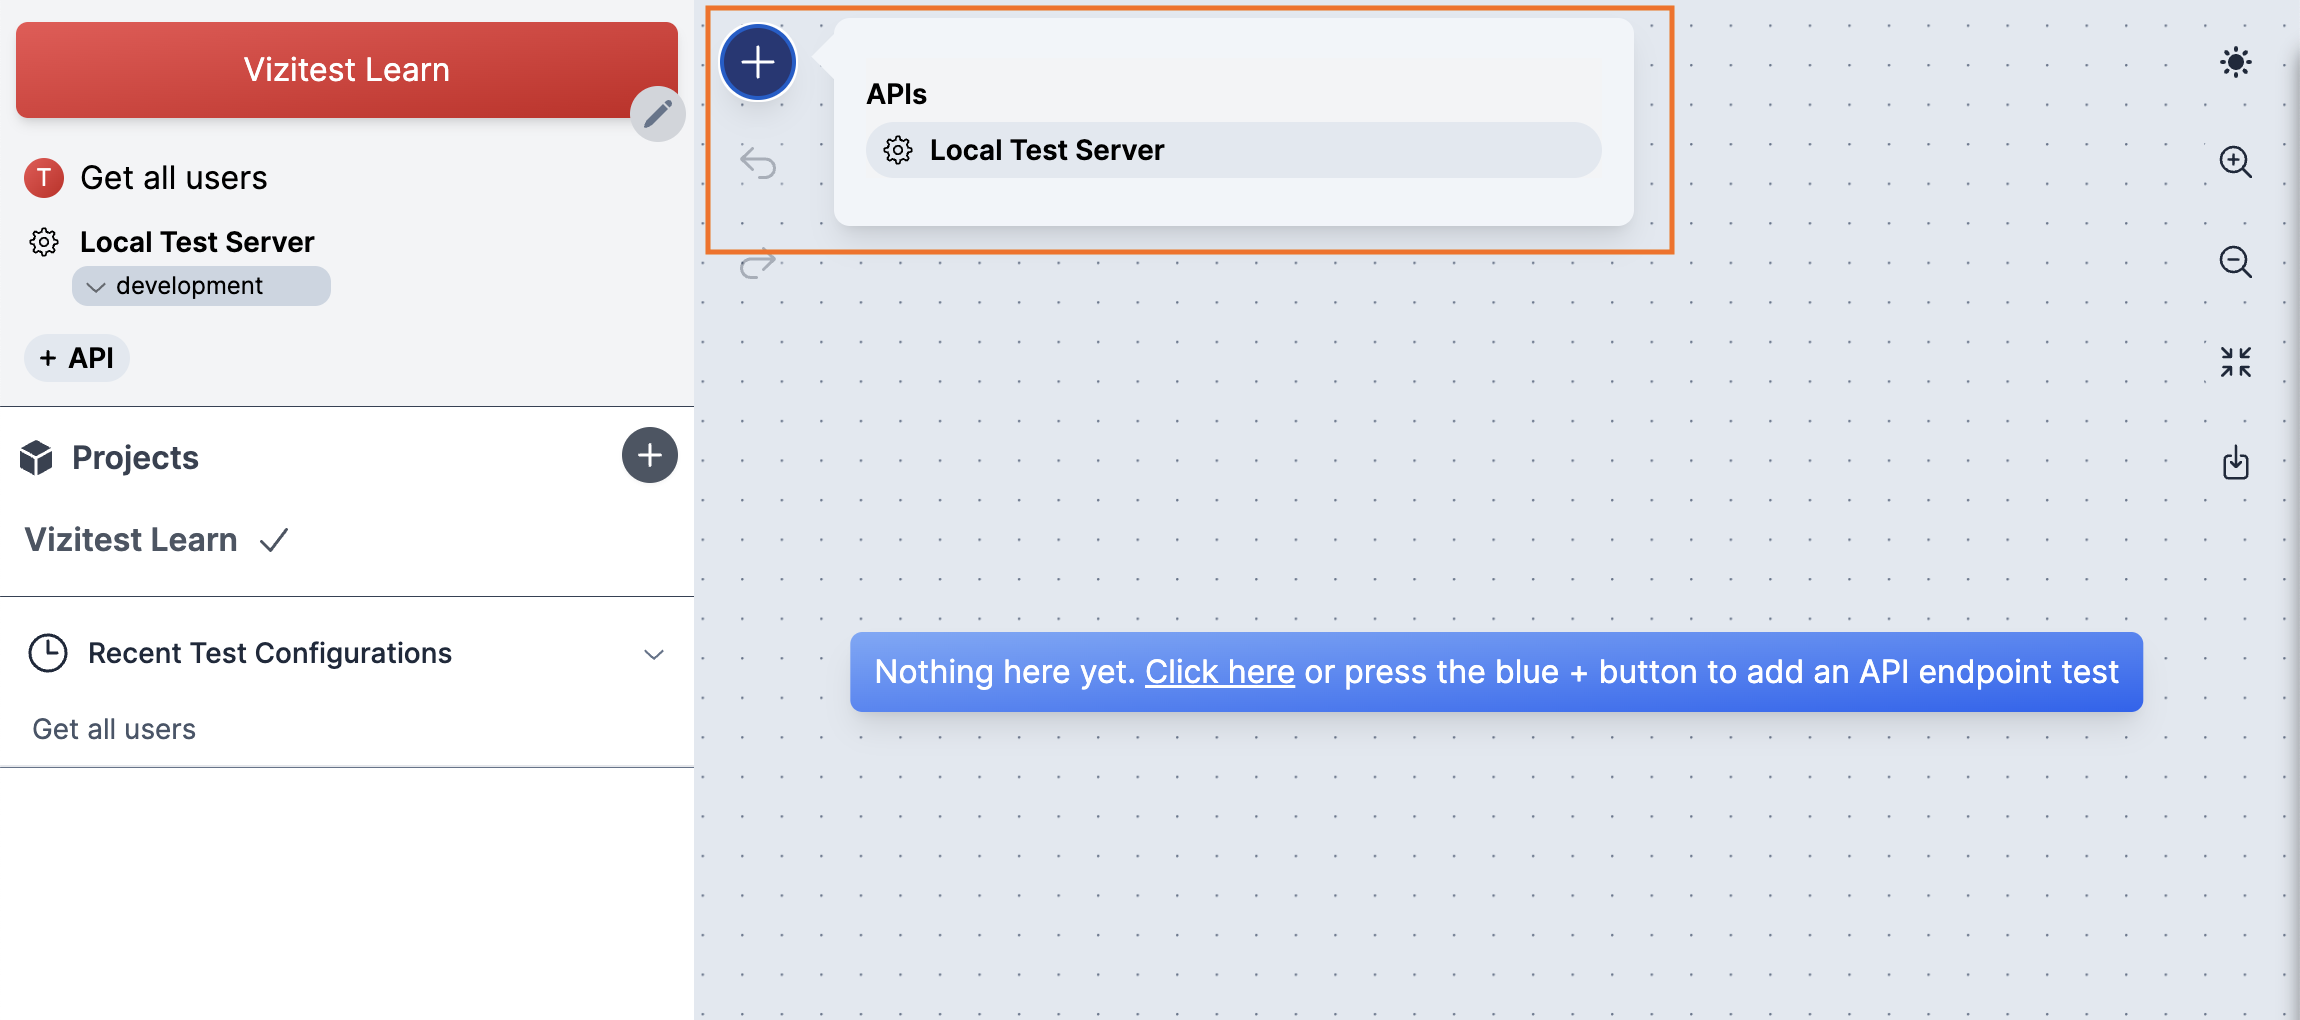 Vizitest Learn
T Get all users
Local Test Server
development
+ API
Projects
Vizitest Learn
Recent Test Configurations
Get all users
APIs
Local Test Server
Nothing here yet. Click here or press the blue + button to add an API endpoint test